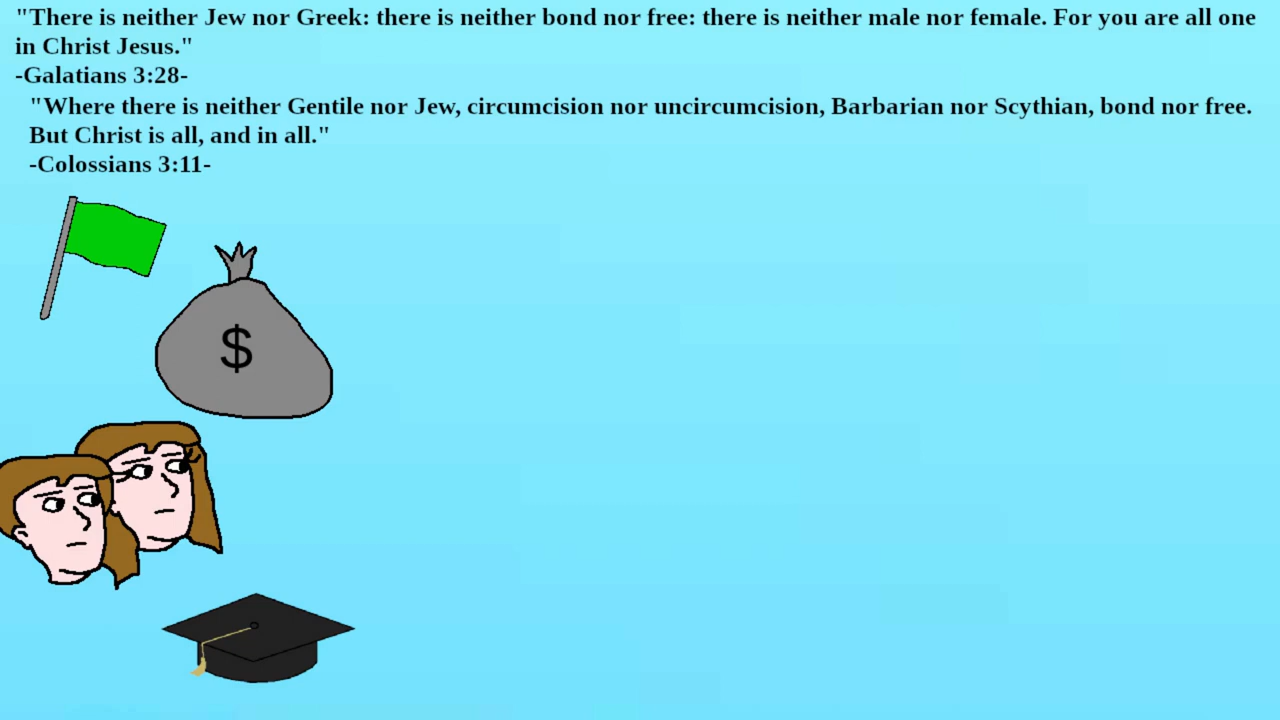 "There is neither Jew nor Greek: there is neither bond nor free: there is neither male nor female. For you are all one
in Christ Jesus."
-Galatians 3:28-
"Where there is neither Gentile nor Jew, circumcision nor uncircumcision, Barbarian nor Scythian, bond nor free.
But Christ is all, and in all."
-Colossians 3:11-
$